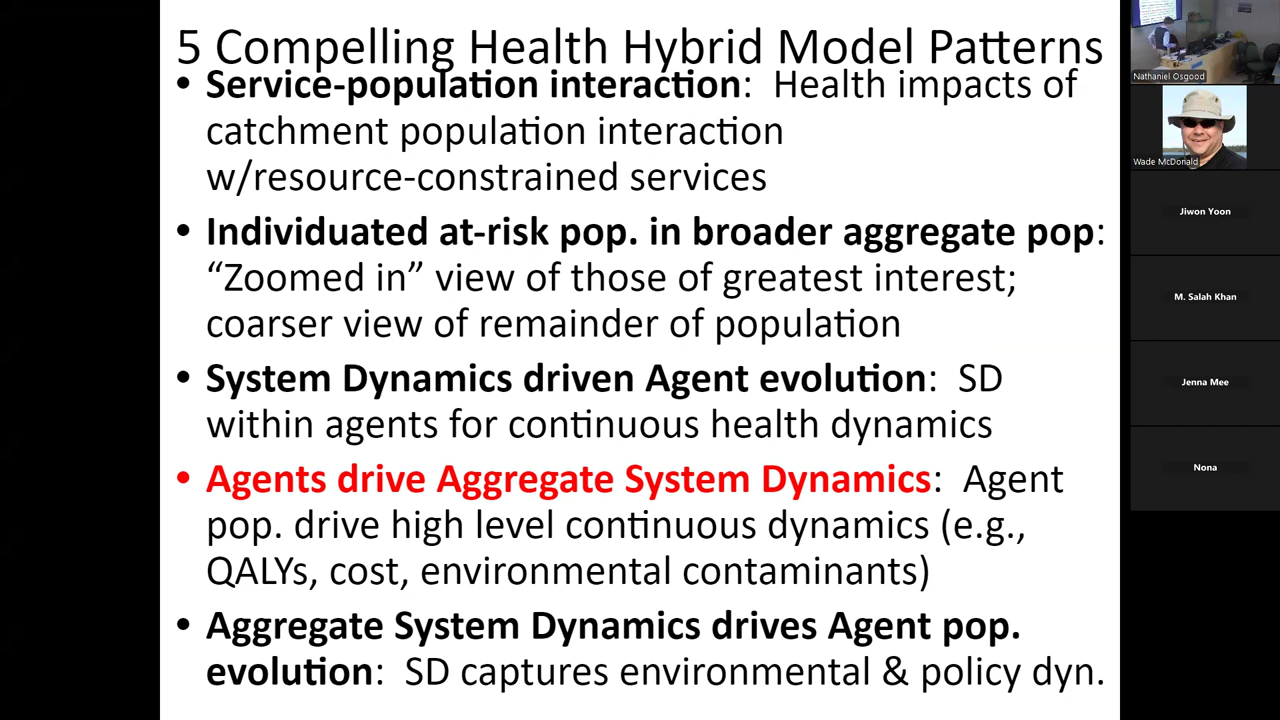 5 Compelling Health Hybrid Model Patterns
• Service-population interaction: Health impacts of
catchment population interaction
w/resource-constrained services
• Individuated at-risk pop. in broader aggregate pop:
“Zoomed in” view of those of greatest interest;
coarser view of remainder of population
• System Dynamics driven Agent evolution: SD
within agents for continuous health dynamics
• Agents drive Aggregate System Dynamics: Agent
pop. drive high level continuous dynamics (e.g.,
QALYs, cost, environmental contaminants)
• Aggregate System Dynamics drives Agent pop.
evolution: SD captures environmental & policy dyn.
Nathaniel Osgood
Wade McDonald
Jiwon Yoon
M. Salah Khan
Jenna Mee
Nona